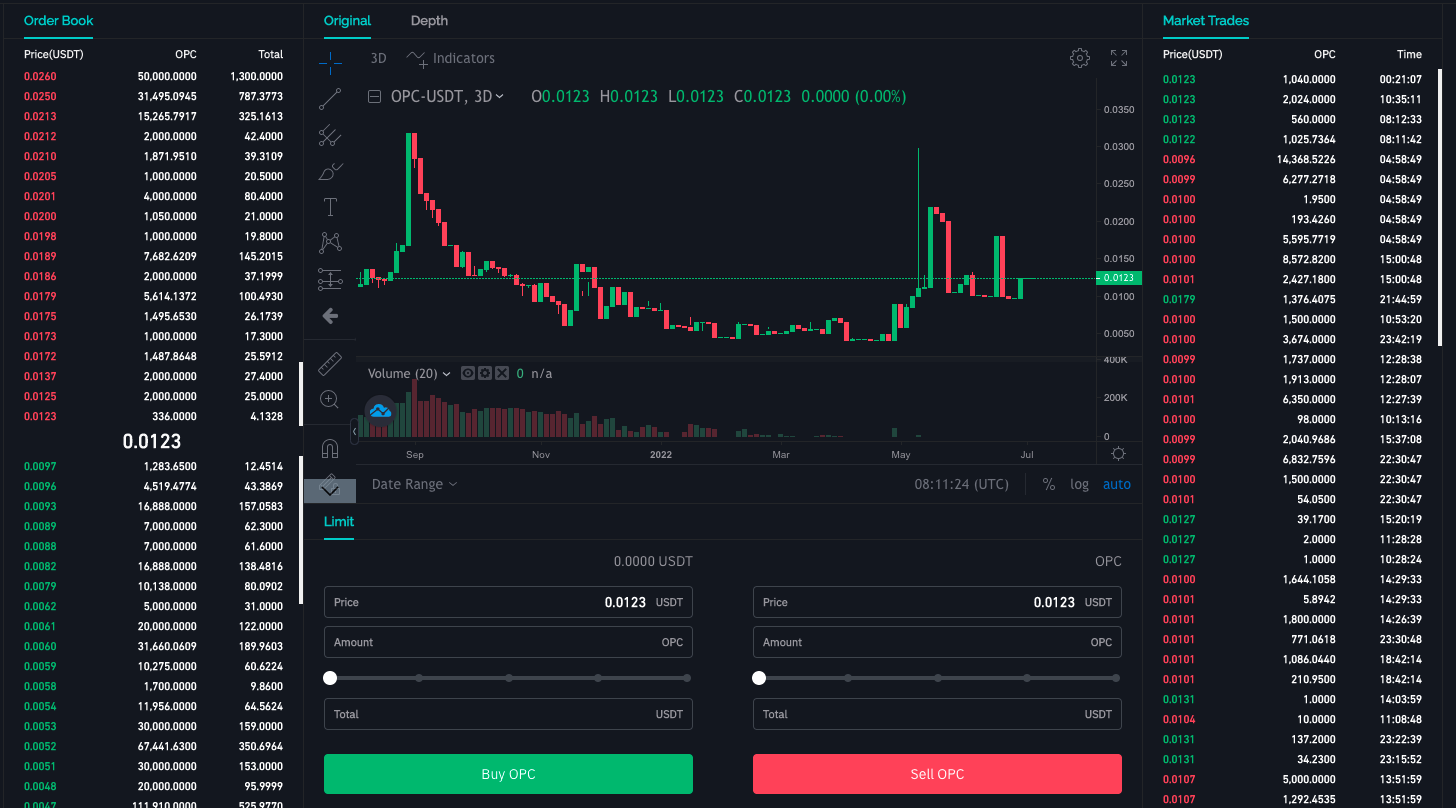 Order Book
Price(USDT) OPC Total
0.0260 50,000.0000 1,300.0000
0.0250 31,495.0945 787.3773
0.0213 15,265.7917 325.1613
0.0212 2,000.0000 42.4000
0.0210 1,871.9510 39.3109
0.0205 1,000.0000 20.5000
0.0201 4,000.0000 80.4000
0.0200 1,050.0000 21.0000
0.0198 1,000.0000 19.8000
0.0189 7,682.6209 145.2015
0.0186 2,000.0000 37.1999
0.0179 5,614.1372 100.4930
0.0175 1,495.6530 26.1739
0.0173 1,000.0000 17.3000
0.0172 1,487.8648 25.5912
0.0137 2,000.0000 27.4000
0.0125 2,000.0000 25.0000
0.0123 336.0000 4.1328
0.0123
0.0097 1,283.6500 12.4514
0.0096 4,519.4774 43.3869
0.0093 16,888.0000 157.0583
0.0089 7,000.0000 62.3000
0.0088 7,000.0000 61.6000
0.0082 16,888.0000 138.4816
0.0079 10,138.0000 80.0902
0.0062 5,000.0000 31.0000
0.0061 20,000.0000 122.0000
0.0060 31,660.0609 189.9603
0.0059 10,275.0000 60.6224
0.0058 1,700.0000 9.8600
0.0054 11,956.0000 64.5624
0.0053 30,000.0000 159.0000
0.0052 67,441.6300 350.6964
0.0051 30,000.0000 153.0000
0.0048 20,000.0000 95.9999
0.0047 111,910.0000 525.9770
Original Depth
3D Indicators
OPC-USDT, 3D O0.0123 H0.0123 L0.0123 C0.0123 0.0000 (0.00%)
0.0350
0.0300
0.0250
0.0200
0.0150
0.0123
0.0100
0.0050
400K
Volume (20) 0 n/a
200K
0
Sep Nov 2022 Mar May Jul
Date Range 08:11:24 (UTC) % log auto
Limit
0.0000 USDT
Price 0.0123 USDT
Amount OPC
Total USDT
Buy OPC
OPC
Price 0.0123 USDT
Amount OPC
Total USDT
Sell OPC
Market Trades
Price(USDT) OPC Time
0.0123 1,040.0000 00:21:07
0.0123 2,024.0000 10:35:11
0.0123 560.0000 08:12:33
0.0122 1,025.7364 08:11:42
0.0096 14,368.5226 04:58:49
0.0099 6,277.2718 04:58:49
0.0100 1.9500 04:58:49
0.0100 193.4260 04:58:49
0.0100 5,595.7719 04:58:49
0.0100 8,572.8200 15:00:48
0.0101 2,427.1800 15:00:48
0.0179 1,376.4075 21:44:59
0.0100 1,500.0000 10:53:20
0.0100 3,674.0000 23:42:19
0.0099 1,737.0000 12:28:38
0.0100 1,913.0000 12:28:07
0.0101 6,350.0000 12:27:39
0.0100 98.0000 10:13:16
0.0099 2,040.9686 15:37:08
0.0099 6,832.7596 22:30:47
0.0100 1,500.0000 22:30:47
0.0101 54.0500 22:30:47
0.0127 39.1700 15:20:19
0.0127 2.0000 11:28:28
0.0127 1.0000 10:28:24
0.0100 1,644.1058 14:29:33
0.0101 5.8942 14:29:33
0.0101 1,800.0000 14:26:39
0.0101 771.0618 23:30:48
0.0101 1,086.0440 18:42:14
0.0101 210.9500 18:42:14
0.0131 1.0000 14:03:59
0.0104 10.0000 11:08:48
0.0131 137.2000 23:22:39
0.0131 34.2300 23:15:52
0.0107 5,000.0000 13:51:59
0.0107 1,292.4535 13:51:59